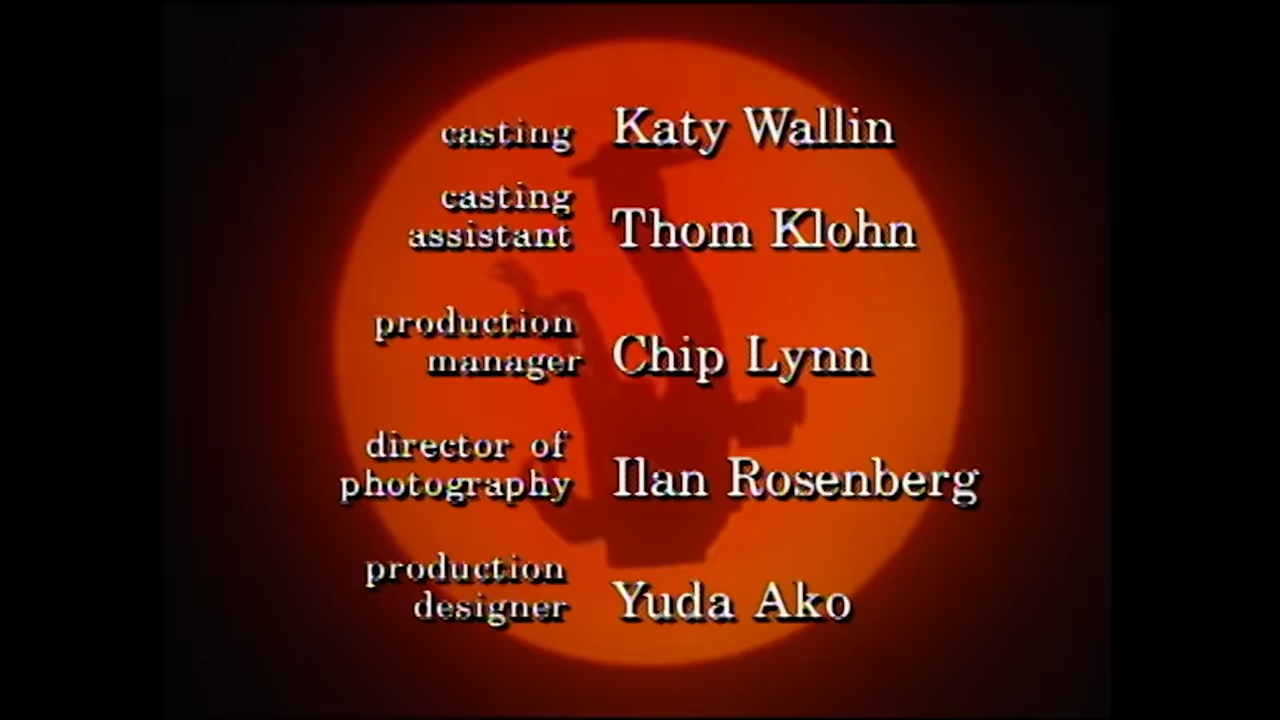 casting Katy Wallin
casting
assistant Thom Klohn
production
manager Chip Lynn
director of
photography Ilan Rosenberg
production
designer Yuda Ako